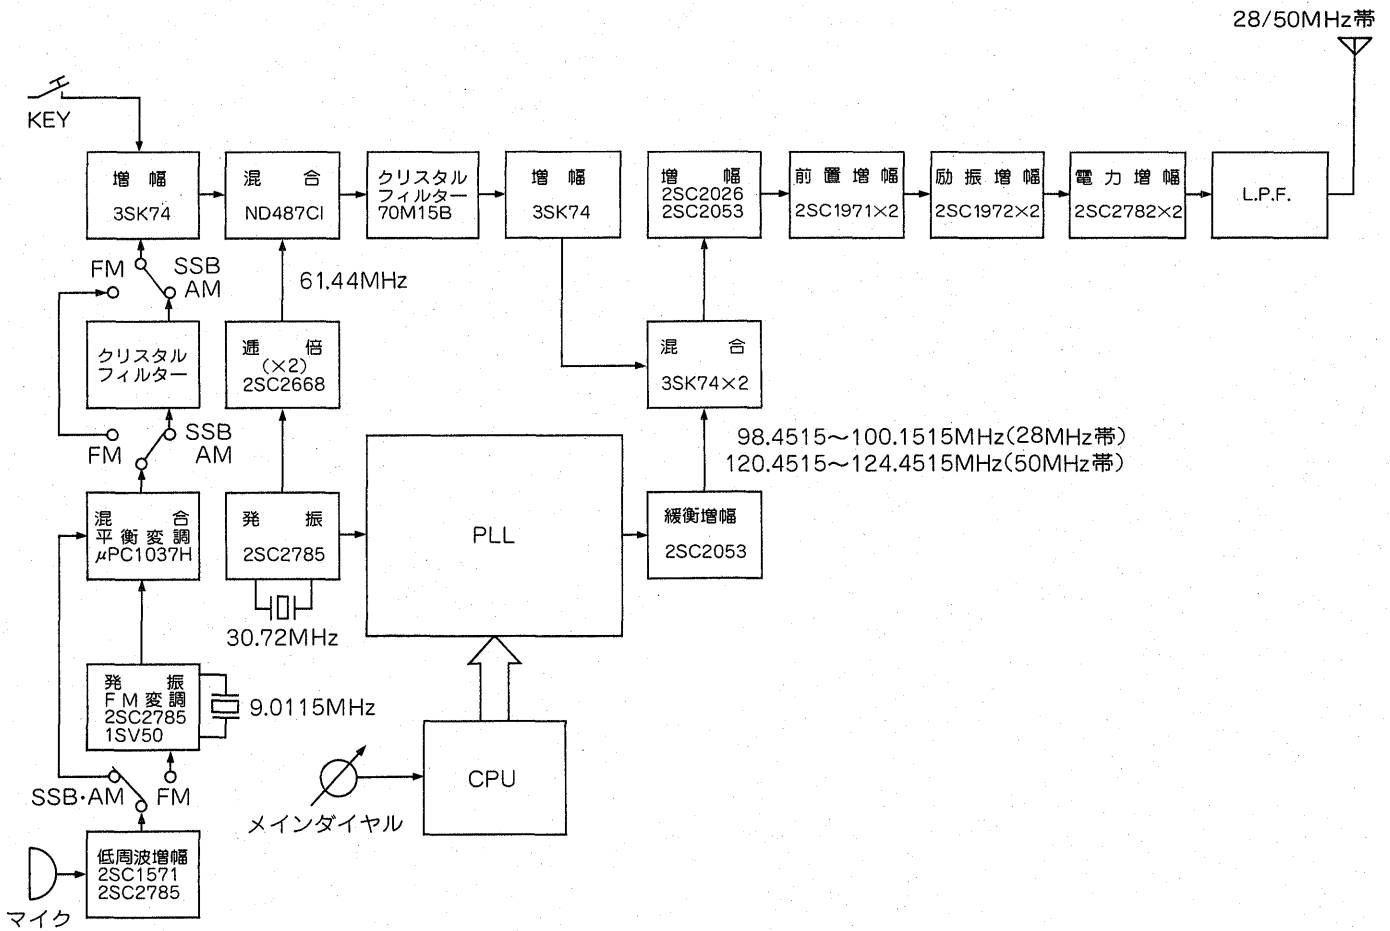 28/50MHz帯
KEY
増幅
3SK74
混合
ND487CI
クリスタル
フィルター
70M15B
増幅
3SK74
増幅
2SC2026
2SC2053
前置増幅
2SC1971×2
励振増幅
2SC1972×2
電力増幅
2SC2782×2
L.P.F.
FM
SSB
AM
61.44MHz
クリスタル
フィルター
逓倍
(×2)
2SC2668
混合
3SK74×2
FM
SSB
AM
98.4515～100.1515MHz(28MHz帯)
120.4515～124.4515MHz(50MHz帯)
混合
平衡変調
μPC1037H
発振
2SC2785
PLL
緩衝増幅
2SC2053
30.72MHz
発振
FM変調
2SC2785
1SV50
9.0115MHz
SSB・AM
FM
メインダイヤル
CPU
低周波増幅
2SC1571
2SC2785
マイク